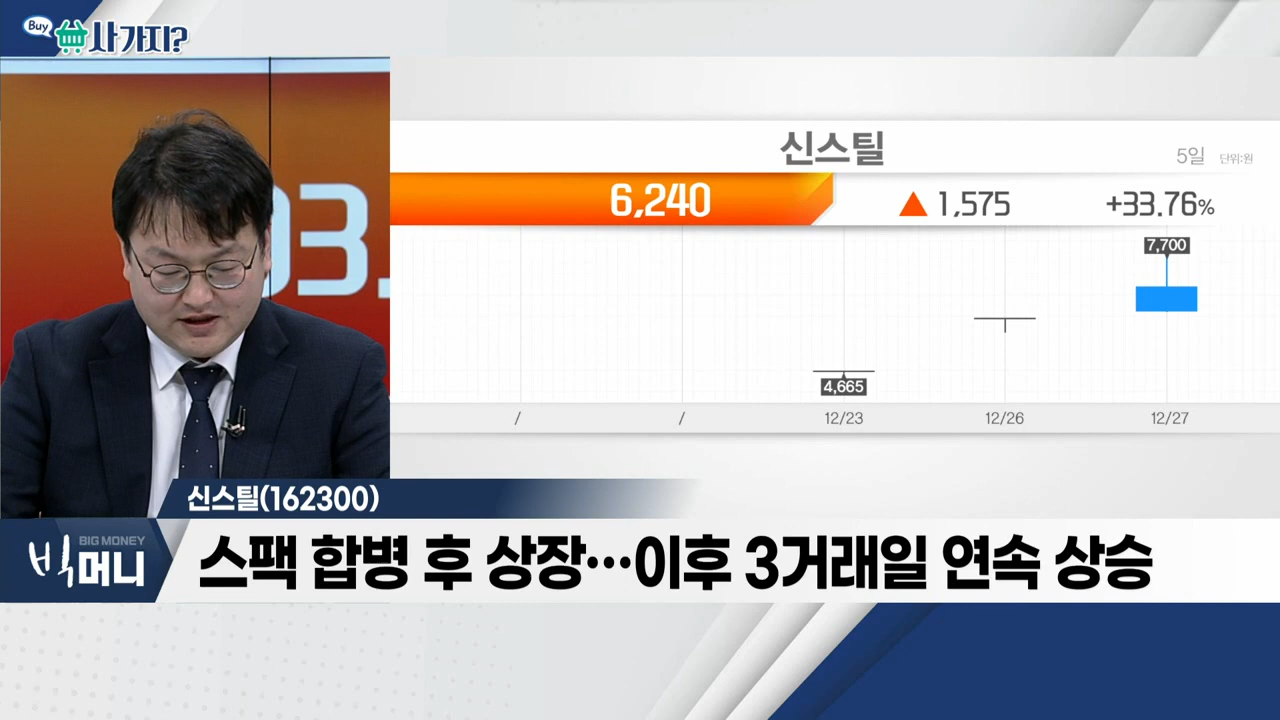 Buy
사가지?
03.
신스틸
5일 단위:원
6,240 ▲ 1,575 +33.76%
7,700
4,665
/ / 12/23 12/26 12/27
신스틸(162300)
BIG MONEY
빅머니
스팩 합병 후 상장…이후 3거래일 연속 상승